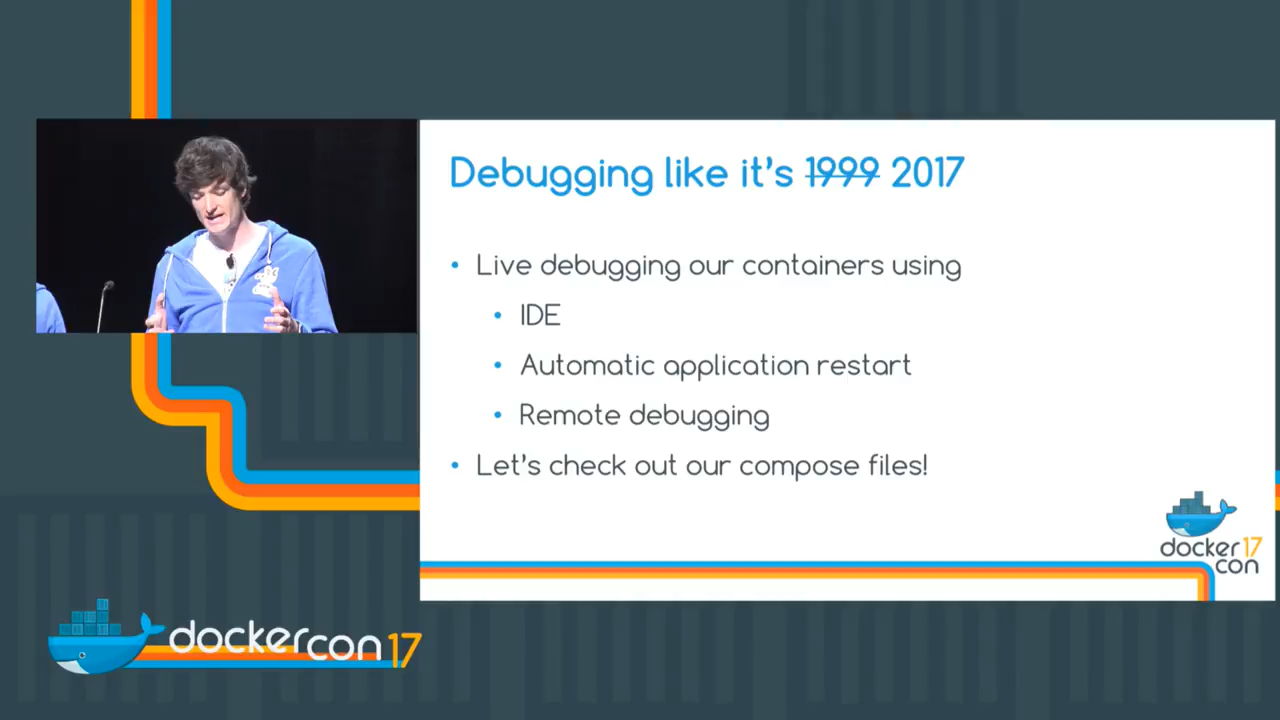 Debugging like it's 1999 2017
• Live debugging our containers using
• IDE
• Automatic application restart
• Remote debugging
• Let's check out our compose files!
docker 17
con
dockercon 17